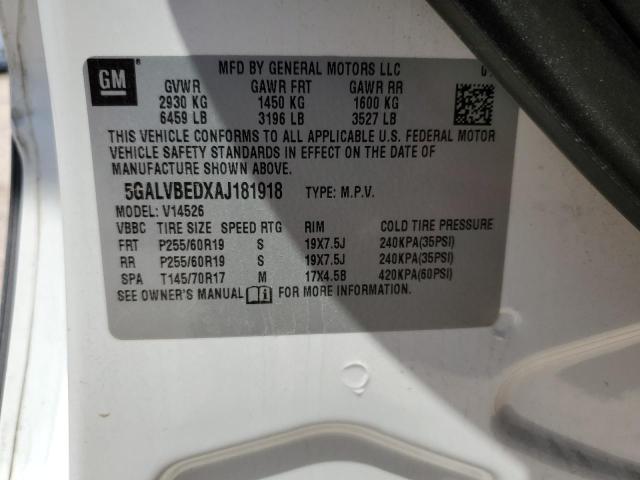 GM
MFD BY GENERAL MOTORS LLC
GVWR GAWR FRT GAWR RR
2930 KG 1450 KG 1600 KG
6459 LB 3196 LB 3527 LB
THIS VEHICLE CONFORMS TO ALL APPLICABLE U.S. FEDERAL MOTOR
VEHICLE SAFETY STANDARDS IN EFFECT ON THE DATE OF
MANUFACTURE SHOWN ABOVE.
5GALVBEDXAJ181918 TYPE: M.P.V.
MODEL: V14526
VBBC TIRE SIZE SPEED RTG RIM COLD TIRE PRESSURE
FRT P255/60R19 S 19X7.5J 240KPA(35PSI)
RR P255/60R19 S 19X7.5J 240KPA(35PSI)
SPA T145/70R17 M 17X4.5B 420KPA(60PSI)
SEE OWNER'S MANUAL FOR MORE INFORMATION.